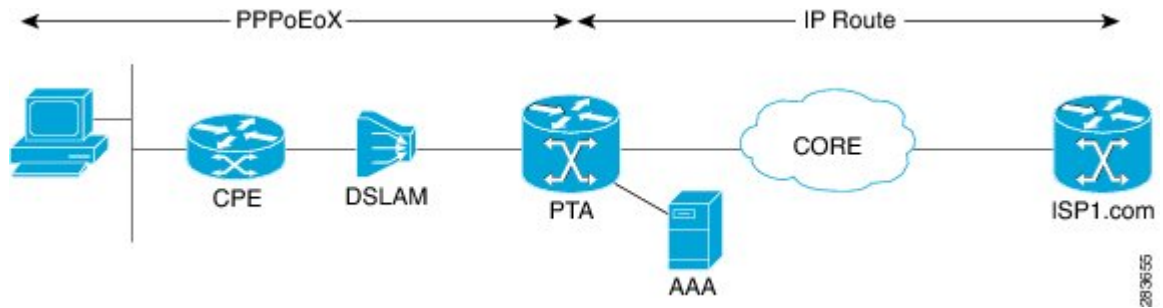 PPPoEoX
IP Route
CORE
CPE
DSLAM
PTA
ISP1.com
AAA
283655